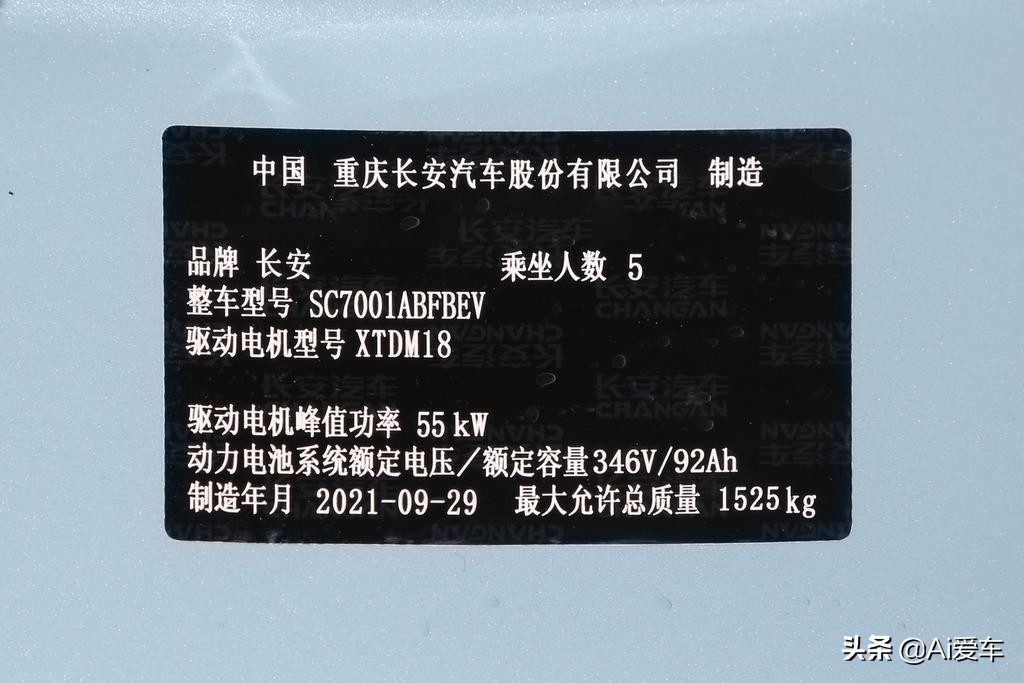 中国 重庆长安汽车股份有限公司 制造
品牌 长安 乘坐人数 5
整车型号 SC7001ABFBEV
驱动电机型号 XTDM18
驱动电机峰值功率 55kW
动力电池系统额定电压/额定容量346V/92Ah
制造年月 2021-09-29 最大允许总质量 1525kg
头条 @Ai爱车